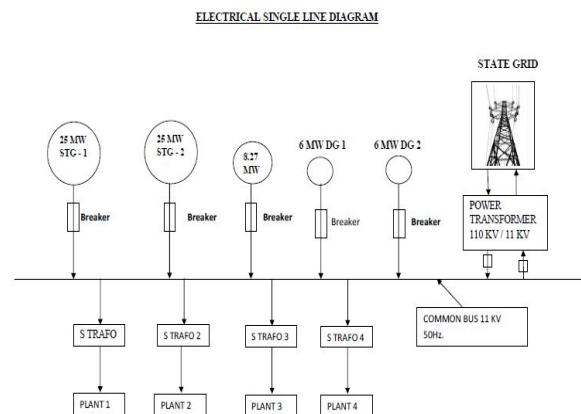 ELECTRICAL SINGLE LINE DIAGRAM
STATE GRID
25 MW
STG - 1
25 MW
STG - 2
8.27
MW
6 MW DG 1
6 MW DG 2
Breaker
Breaker
Breaker
Breaker
Breaker
POWER
TRANSFORMER
110 KV / 11 KV
COMMON BUS 11 KV
50Hz.
S TRAFO
S TRAFO 2
S TRAFO 3
S TRAFO 4
PLANT 1
PLANT 2
PLANT 3
PLANT 4